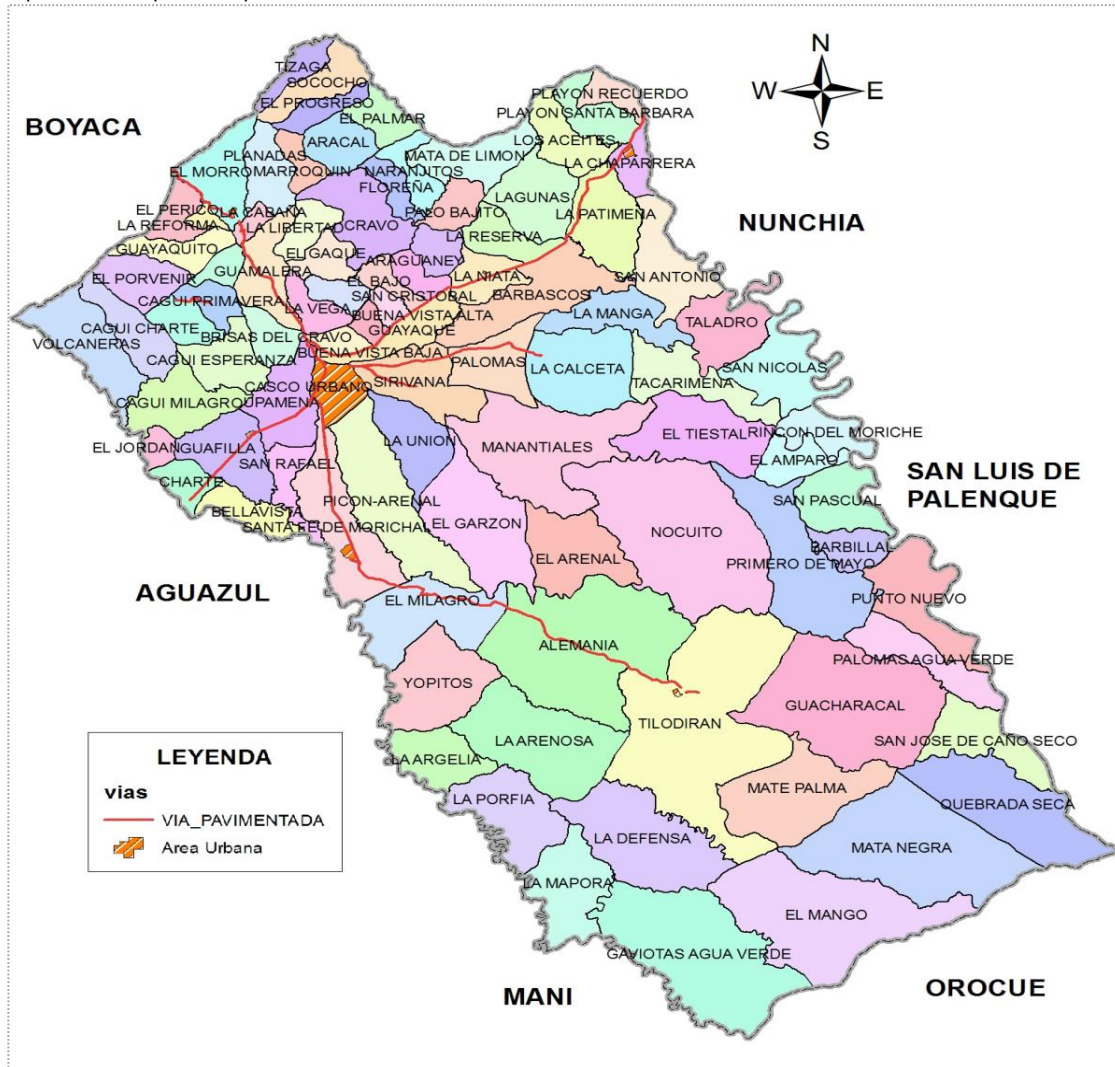 N
W E
S
BOYACA
NUNCHIA
SAN LUIS DE
PALENQUE
AGUAZUL
MANI
OROCUE
TIZAGA
SOCOCHO
EL PROGRESO
EL PALMAR
PLAYON RECUERDO
PLAYON SANTA BARBARA
LOS ACEITES
LA CHAPARRERA
ARACAL
PLANADAS
MARROQUIN
EL MORRO
MATA DE LIMON
NARANJITOS
FLOREÑA
LAGUNAS
LA PATIMENA
EL PERICO
LA CABAÑA
LA REFORMA
LA LIBERTAD
CRAVO
PALO BAJITO
LA RESERVA
GUAYAQUITO
EL GAQUE
ARAGUANEY
GUAMALERA
EL PORVENIR
EL BAJO
LA NIATA
SAN ANTONIO
CAGUI PRIMAVERA
LA VEGA
SAN CRISTOBAL
BARBASCOS
BUENA VISTA ALTA
LA MANGA
TALADRO
CAGUI CHARTE
VOLCANERAS
BRISAS DEL CRAVO
GUAYAQUE
BUENA VISTA BAJA
CAGUI ESPERANZA
PALOMAS
LA CALCETA
SAN NICOLAS
CASCO URBANO
SIRIVANA
TACARIMENA
CAGUI MILAGRO
UPAMENA
EL JORDAN
GUAFILLA
LA UNION
MANANTIALES
EL TIESTAL
RINCON DEL MORICHE
SAN RAFAEL
EL AMPARO
CHARTE
PICON-ARENAL
SAN PASCUAL
BELLAVISTA
SANTA FE DE MORICHAL
EL GARZON
NOCUITO
EL ARENAL
BARBILLAL
PRIMERO DE MAYO
PUNTO NUEVO
EL MILAGRO
ALEMANIA
PALOMAS AGUA VERDE
YOPITOS
GUACHARACAL
TILODIRAN
LA ARENOSA
SAN JOSE DE CAÑO SECO
LA ARGELIA
MATE PALMA
LA PORFIA
QUEBRADA SECA
LA DEFENSA
MATA NEGRA
LA MAPORA
EL MANGO
GAVIOTAS AGUA VERDE
LEYENDA
vias
VIA_PAVIMENTADA
Area Urbana